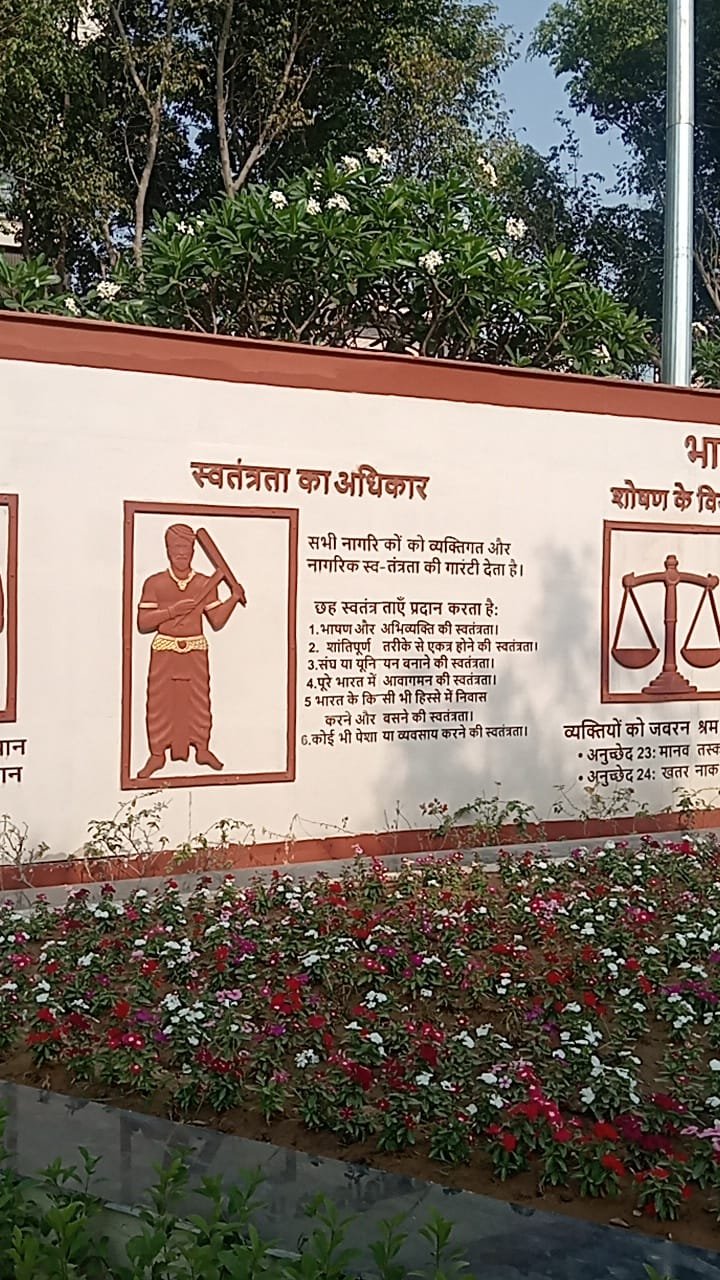 स्वतंत्रता का अधिकार
सभी नागरिकों को व्यक्तिगत और
नागरिक स्व-तंत्रता की गारंटी देता है।
छह स्वतंत्रताएँ प्रदान करता है:
1.भाषण और अभिव्यक्ति की स्वतंत्रता।
2. शांतिपूर्ण तरीके से एकत्र होने की स्वतंत्रता।
3.संघ या यूनियन बनाने की स्वतंत्रता।
4.पूरे भारत में आवागमन की स्वतंत्रता।
5 भारत के किसी भी हिस्से में निवास
करने और बसने की स्वतंत्रता।
6.कोई भी पेशा या व्यवसाय करने की स्वतंत्रता।
भा
शोषण के वि
व्यक्तियों को जबरन श्रम
• अनुच्छेद 23: मानव तस्क
• अनुच्छेद 24: खतरनाक